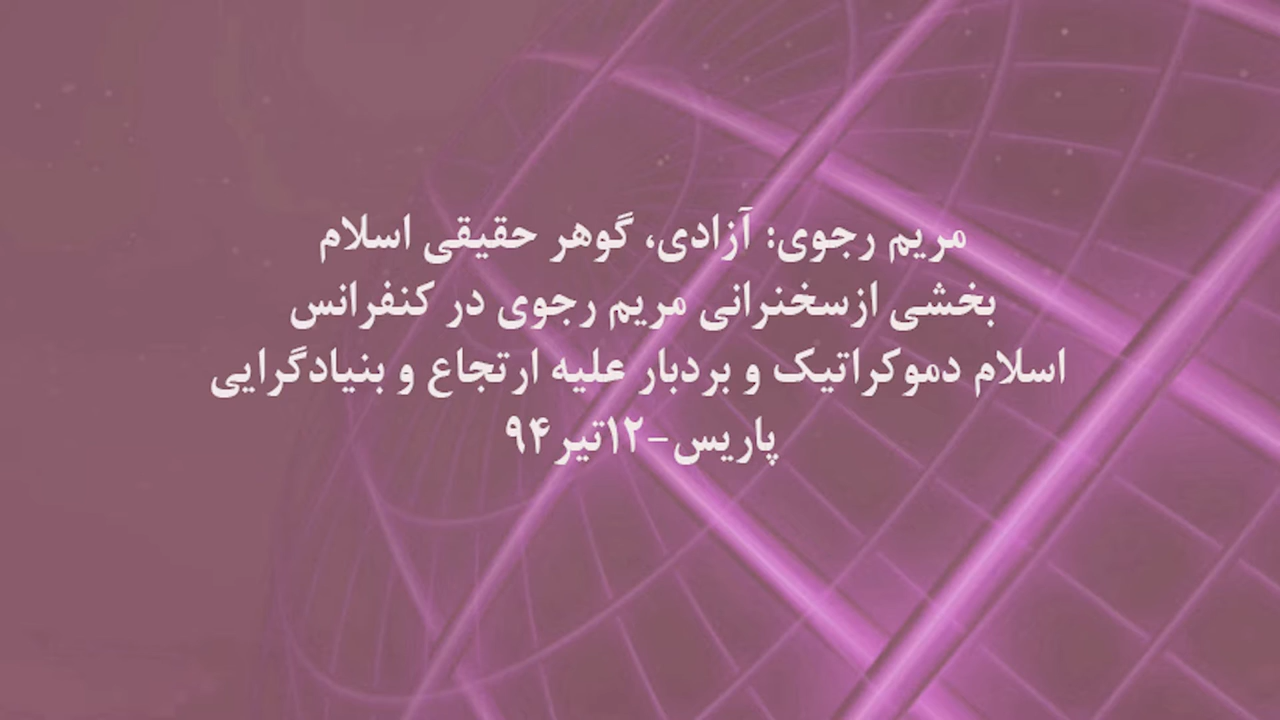 مریم رجوی: آزادی، گوهر حقیقی اسلام
بخشی ازسخنرانی مریم رجوی در کنفرانس
اسلام دموکراتیک و بردبار علیه ارتجاع و بنیادگرایی
پاریس-۱۲تیر۹۴